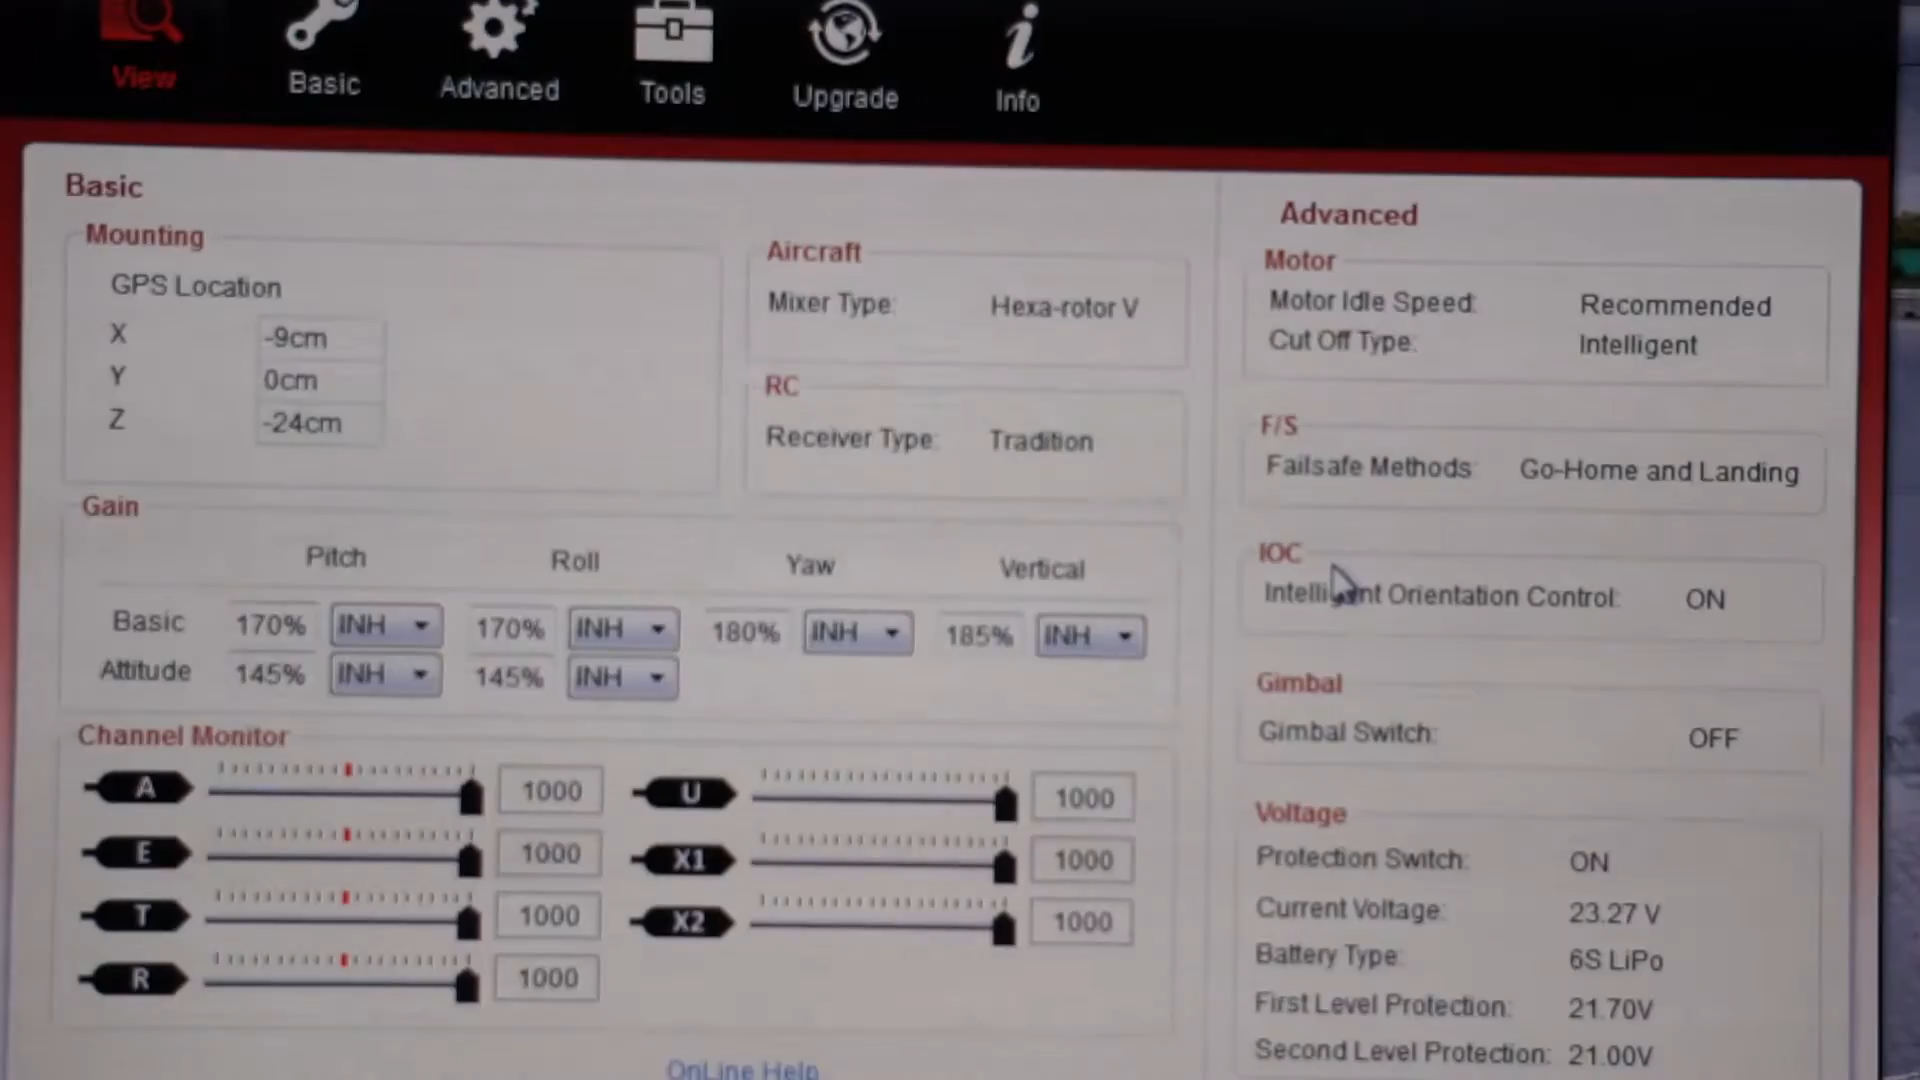 View
Basic
Advanced
Tools
Upgrade
Info
Basic
Mounting
GPS Location
X -9cm
Y 0cm
Z -24cm
Aircraft
Mixer Type: Hexa-rotor V
RC
Receiver Type: Tradition
Gain
Pitch Roll Yaw Vertical
Basic 170% INH 170% INH 180% INH 185% INH
Attitude 145% INH 145% INH
Channel Monitor
A 1000 U 1000
E 1000 X1 1000
T 1000 X2 1000
R 1000
OnLine Help
Advanced
Motor
Motor Idle Speed: Recommended
Cut Off Type: Intelligent
F/S
Failsafe Methods: Go-Home and Landing
IOC
Intelligent Orientation Control: ON
Gimbal
Gimbal Switch: OFF
Voltage
Protection Switch: ON
Current Voltage: 23.27 V
Battery Type: 6S LiPo
First Level Protection: 21.70V
Second Level Protection: 21.00V